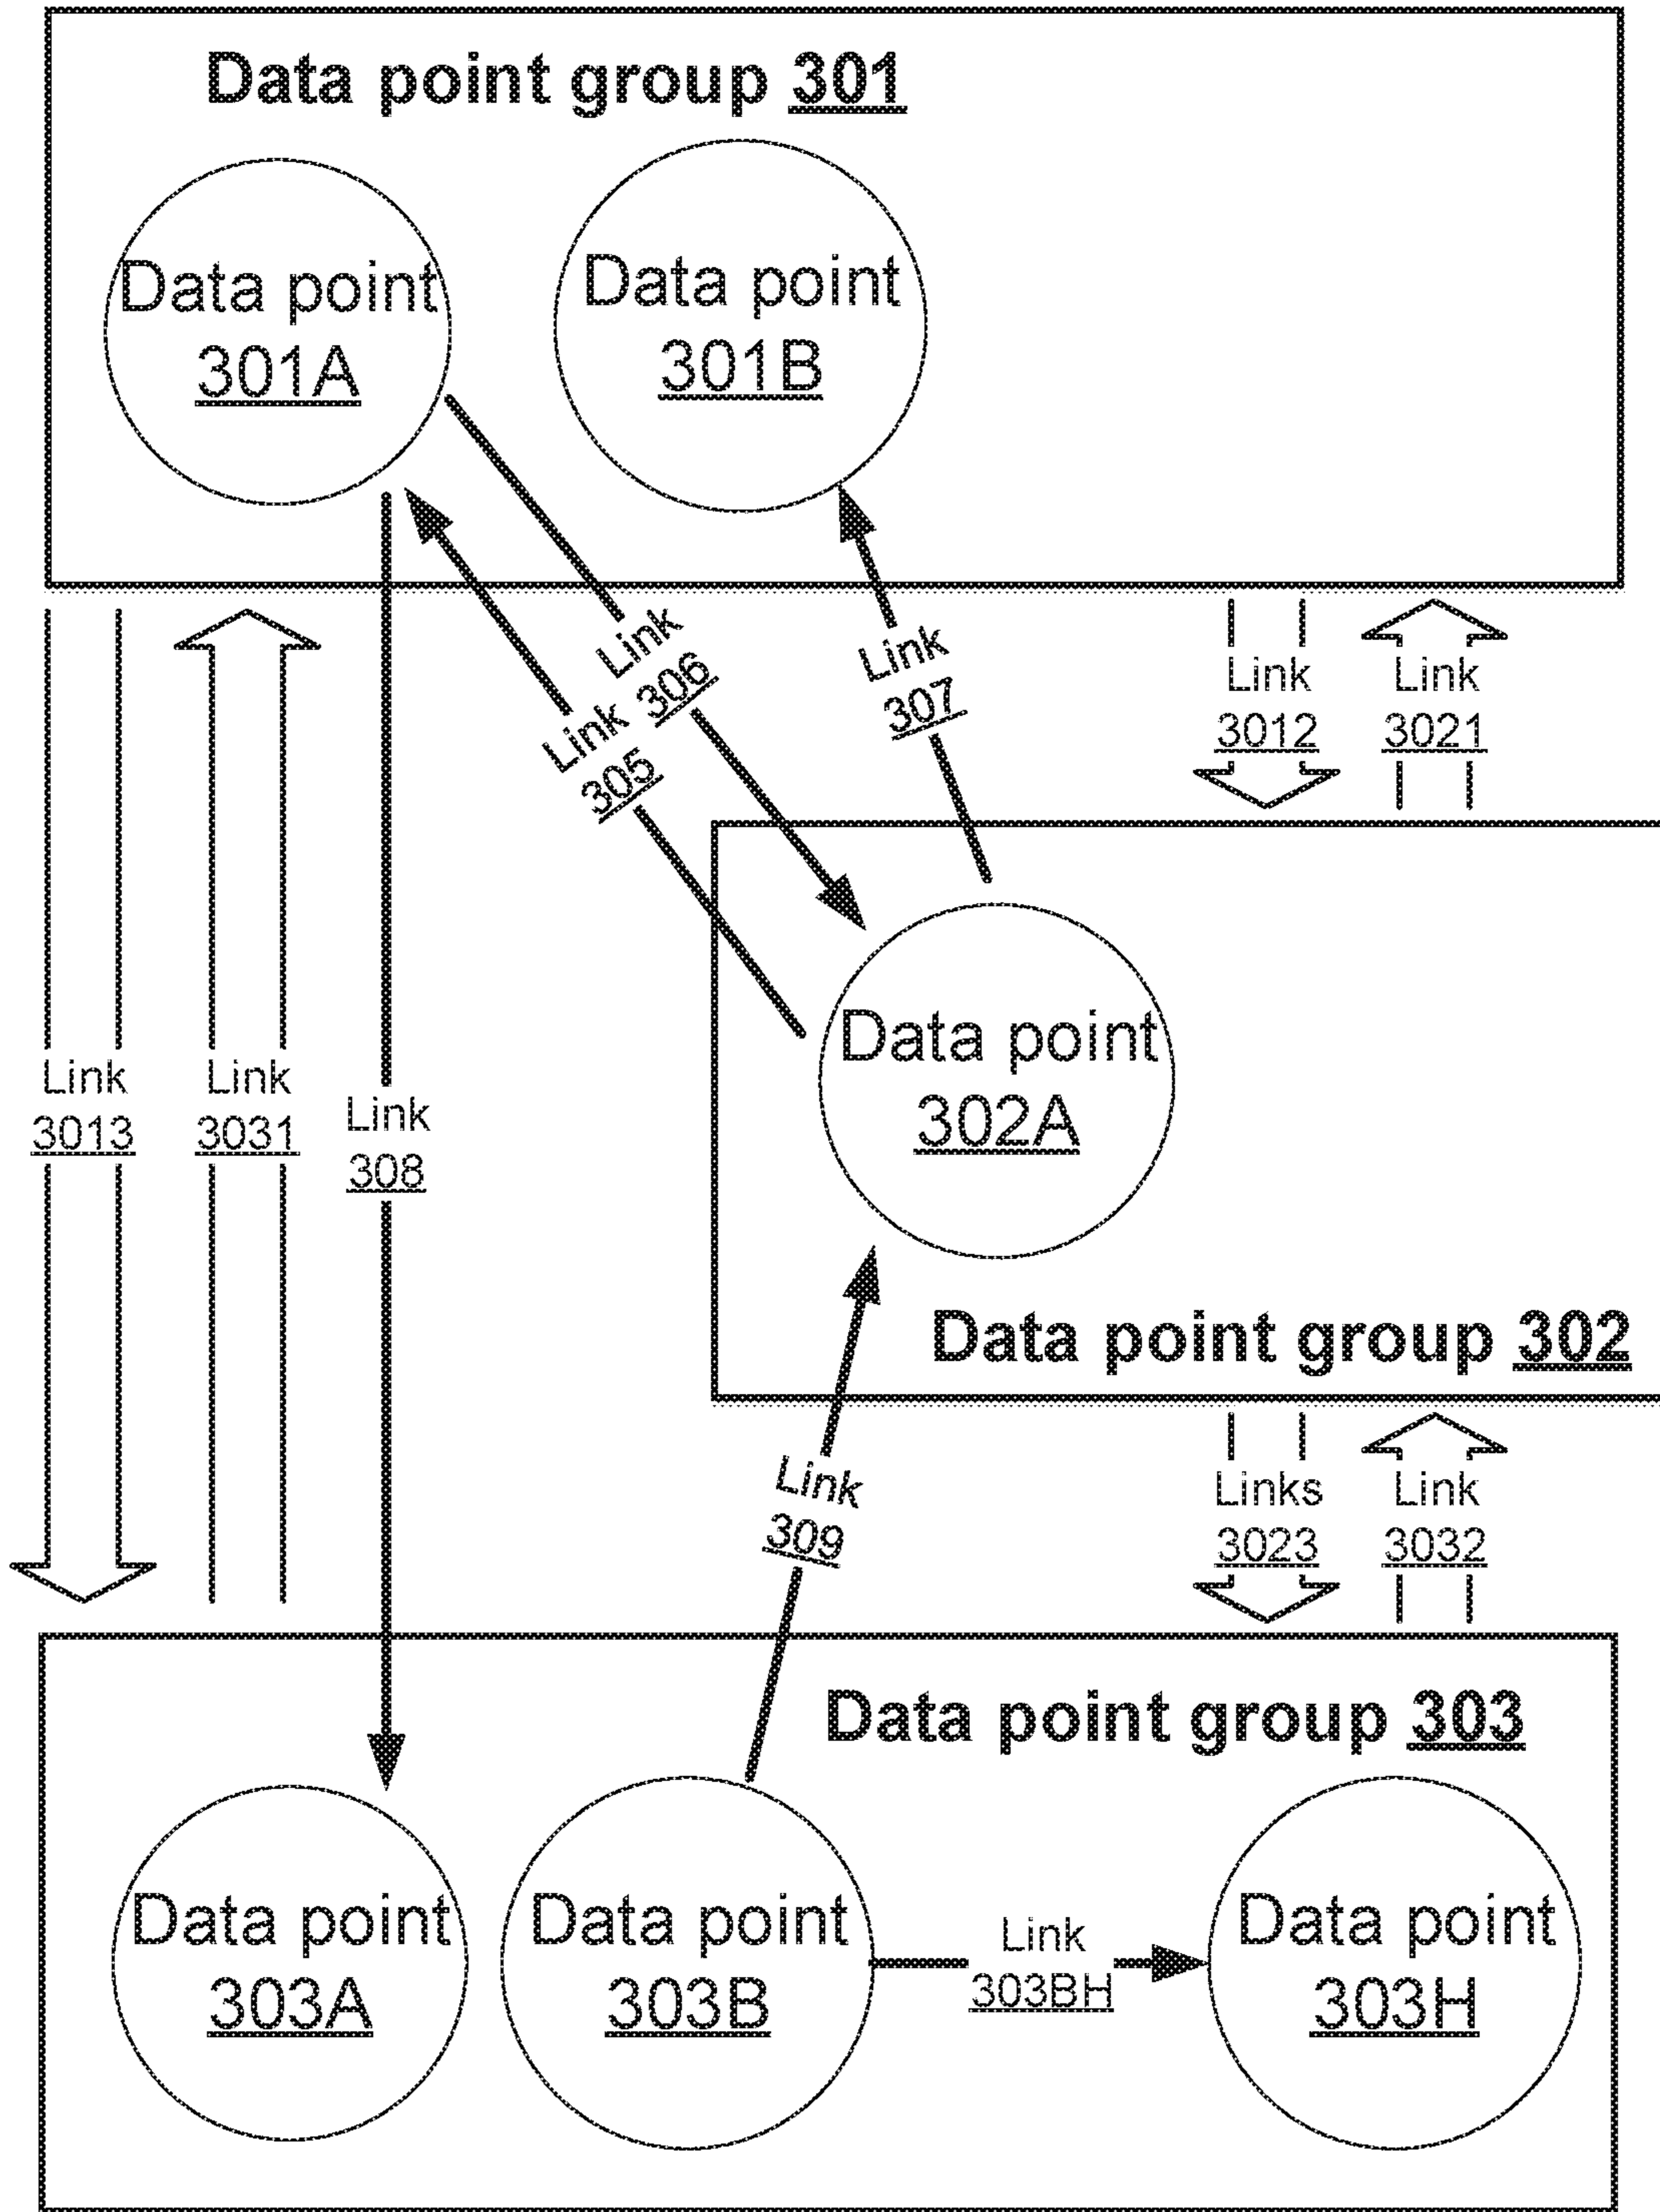 Data point group 301
Data point
301A
Data point
301B
Link
306
Link
305
Link
307
Link
3012
Link
3021
Link
3013
Link
3031
Link
308
Data point
302A
Data point group 302
Link
309
Links
3023
Link
3032
Data point group 303
Data point
303A
Data point
303B
Link
303BH
Data point
303H